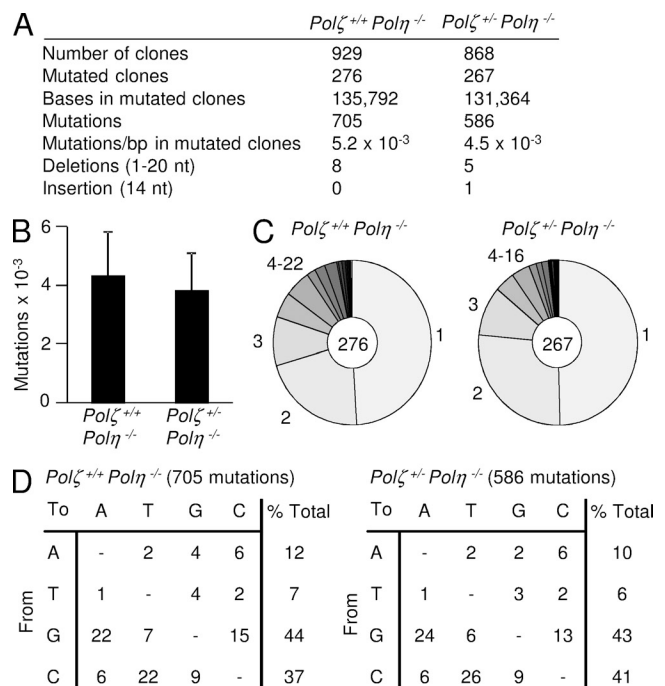 A
Polζ +/+ Polη -/- Polζ +/- Polη -/-
Number of clones 929 868
Mutated clones 276 267
Bases in mutated clones 135,792 131,364
Mutations 705 586
Mutations/bp in mutated clones 5.2 x 10-3 4.5 x 10-3
Deletions (1-20 nt) 8 5
Insertion (14 nt) 0 1
B
Mutations x 10-3
6
4
2
0
Polζ +/+ Polζ +/-
Polη -/- Polη -/-
C
Polζ +/+ Polη -/- Polζ +/- Polη -/-
4-22
3
2
1
276
4-16
3
2
1
267
D
Polζ +/+ Polη -/- (705 mutations)
To A T G C % Total
From
A - 2 4 6 12
T 1 - 4 2 7
G 22 7 - 15 44
C 6 22 9 - 37
Polζ +/- Polη -/- (586 mutations)
To A T G C % Total
From
A - 2 2 6 10
T 1 - 3 2 6
G 24 6 - 13 43
C 6 26 9 - 41